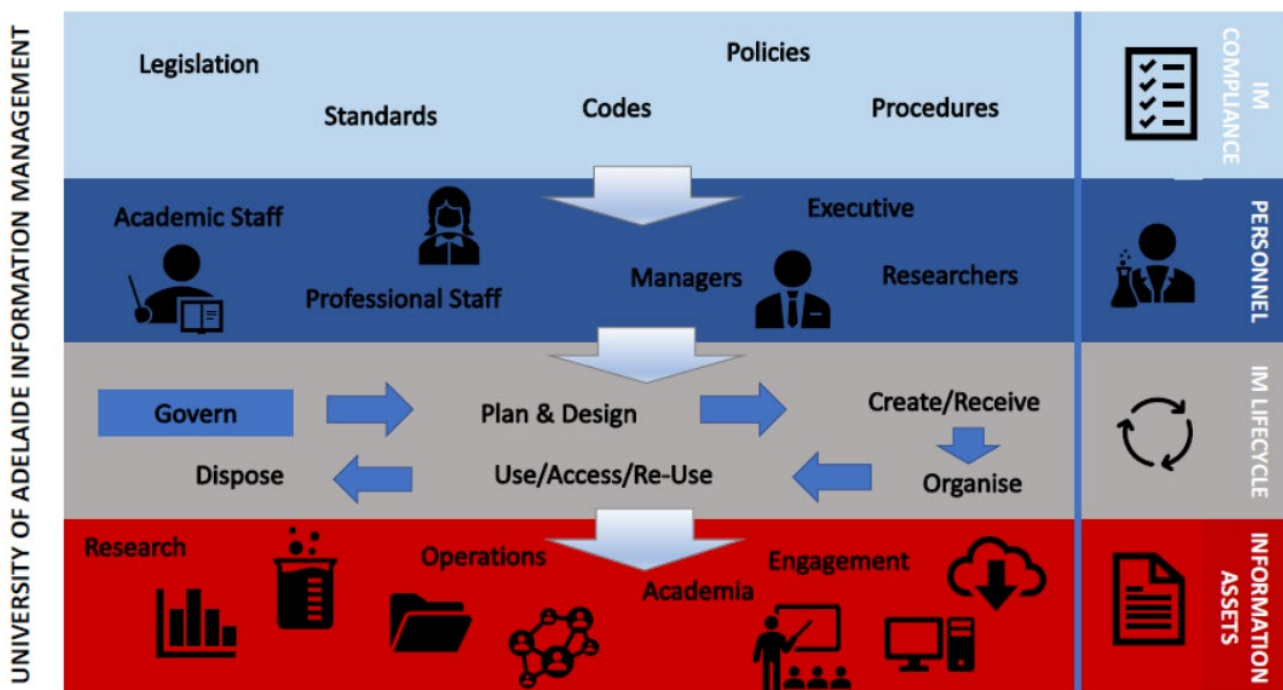 UNIVERSITY OF ADELAIDE INFORMATION MANAGEMENT
Legislation
Policies
Standards
Codes
Procedures
IM
COMPLIANCE
Academic Staff
Executive
Managers
Researchers
Professional Staff
PERSONNEL
Govern
Plan & Design
Create/Receive
Dispose
Use/Access/Re-Use
Organise
IM LIFECYCLE
Research
Operations
Engagement
Academia
INFORMATION
ASSETS